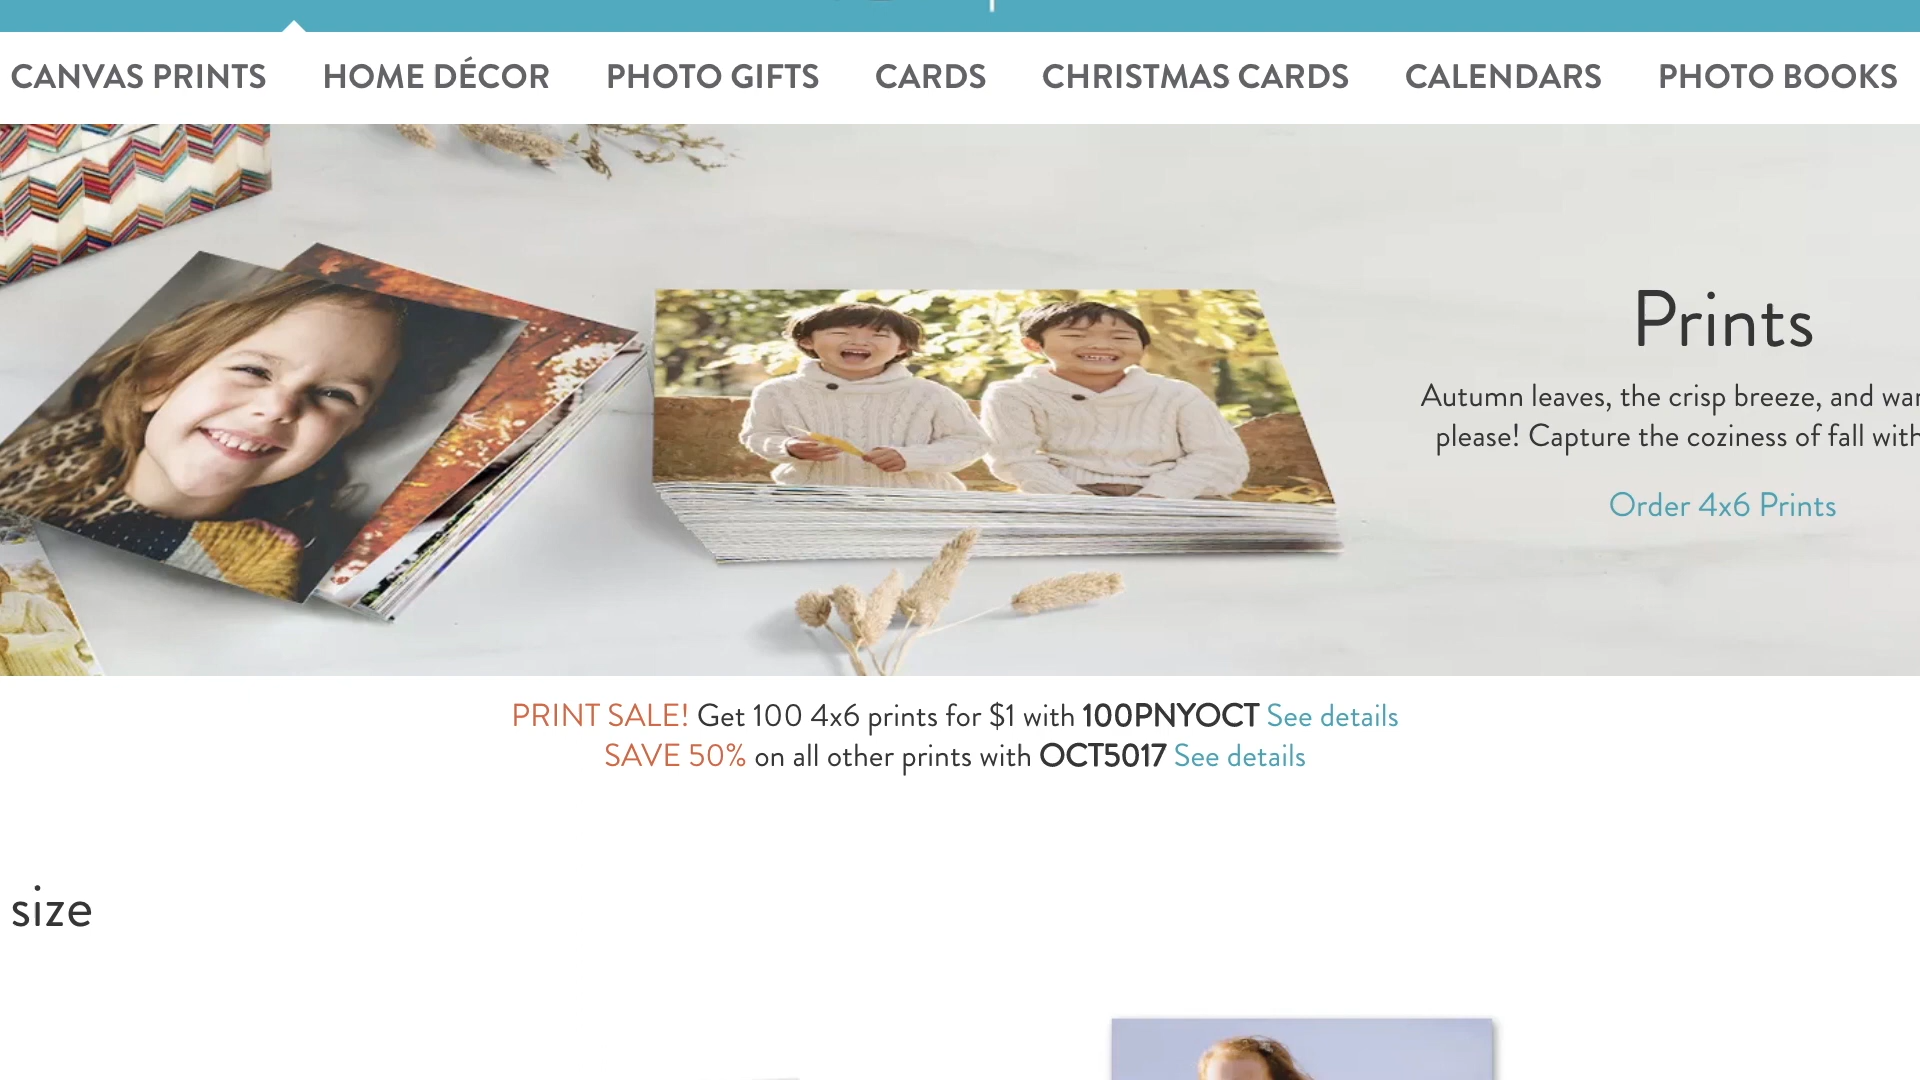 CANVAS PRINTS HOME DÉCOR PHOTO GIFTS CARDS CHRISTMAS CARDS CALENDARS PHOTO BOOKS
Prints
Autumn leaves, the crisp breeze, and
please! Capture the coziness of fall with
Order 4x6 Prints
PRINT SALE! Get 100 4x6 prints for $1 with 100PNYOCT See details
SAVE 50% on all other prints with OCT5017 See details
size